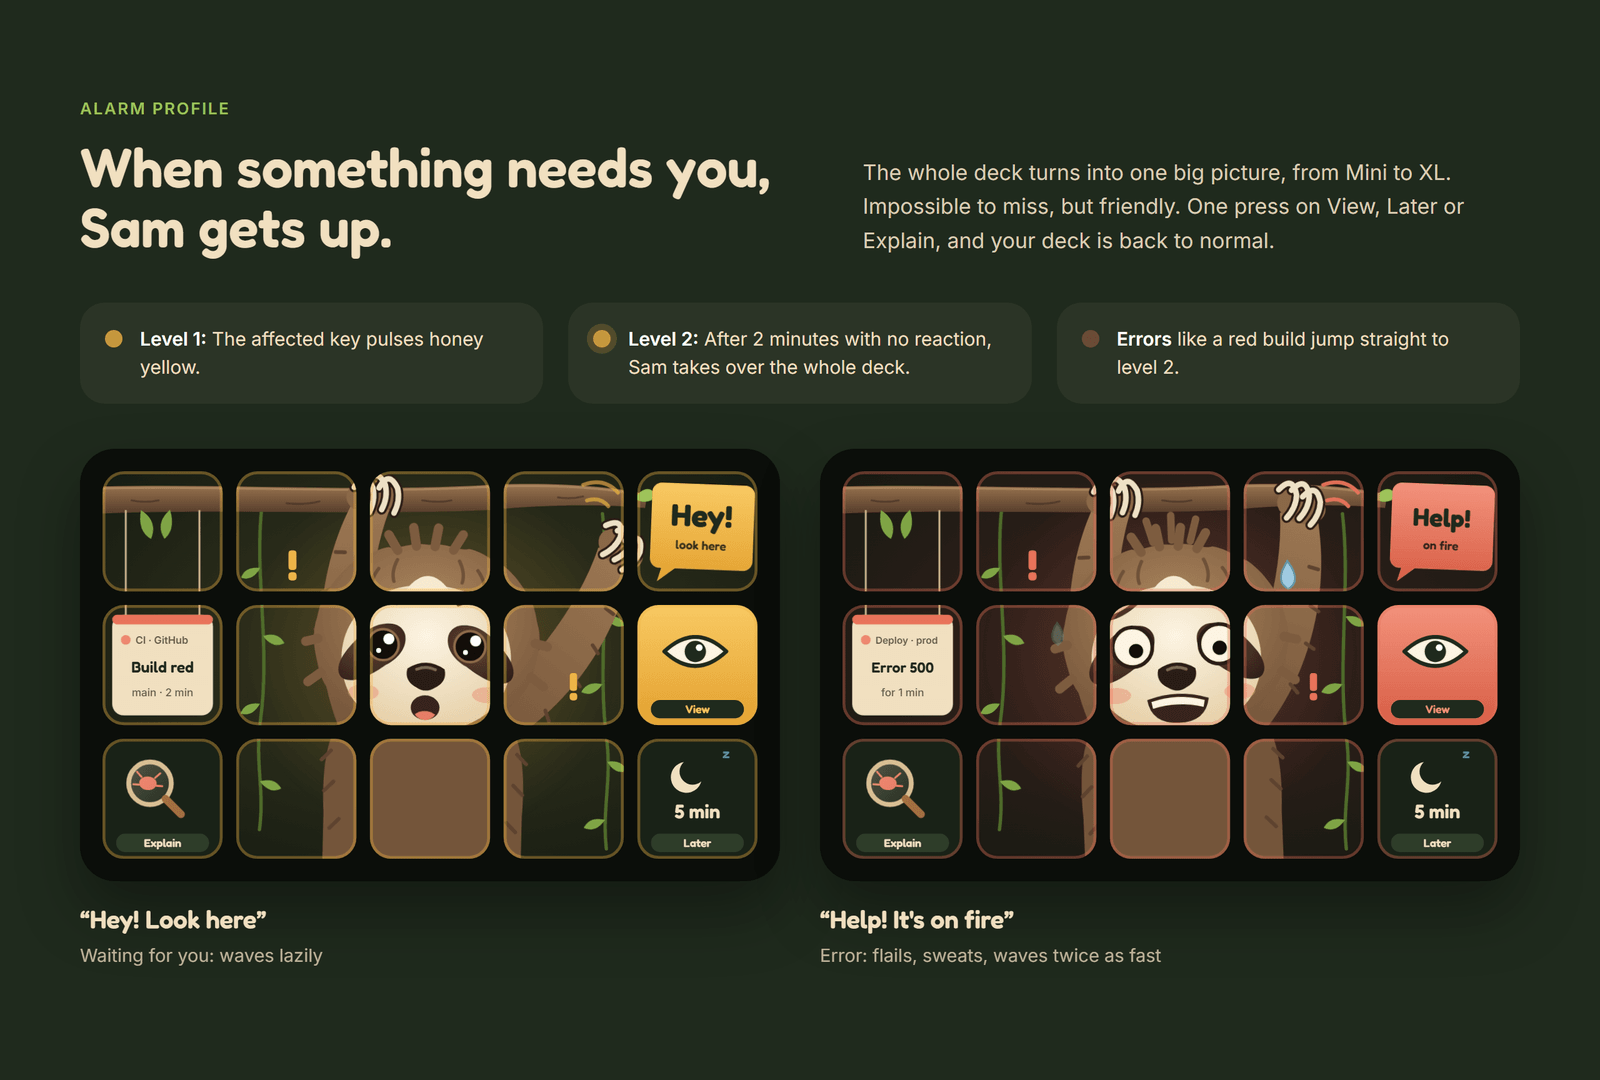 ALARM PROFILE
When something needs you,
Sam gets up.
The whole deck turns into one big picture, from Mini to XL.
Impossible to miss, but friendly. One press on View, Later or
Explain, and your deck is back to normal.
Level 1: The affected key pulses honey
yellow.
Level 2: After 2 minutes with no reaction,
Sam takes over the whole deck.
Errors like a red build jump straight to
level 2.
!
Hey!
look here
CI · GitHub
Build red
main · 2 min
!
View
Explain
z
5 min
Later
!
Help!
on fire
Deploy · prod
Error 500
for 1 min
!
View
Explain
z
5 min
Later
“Hey! Look here”
Waiting for you: waves lazily
“Help! It's on fire”
Error: flails, sweats, waves twice as fast